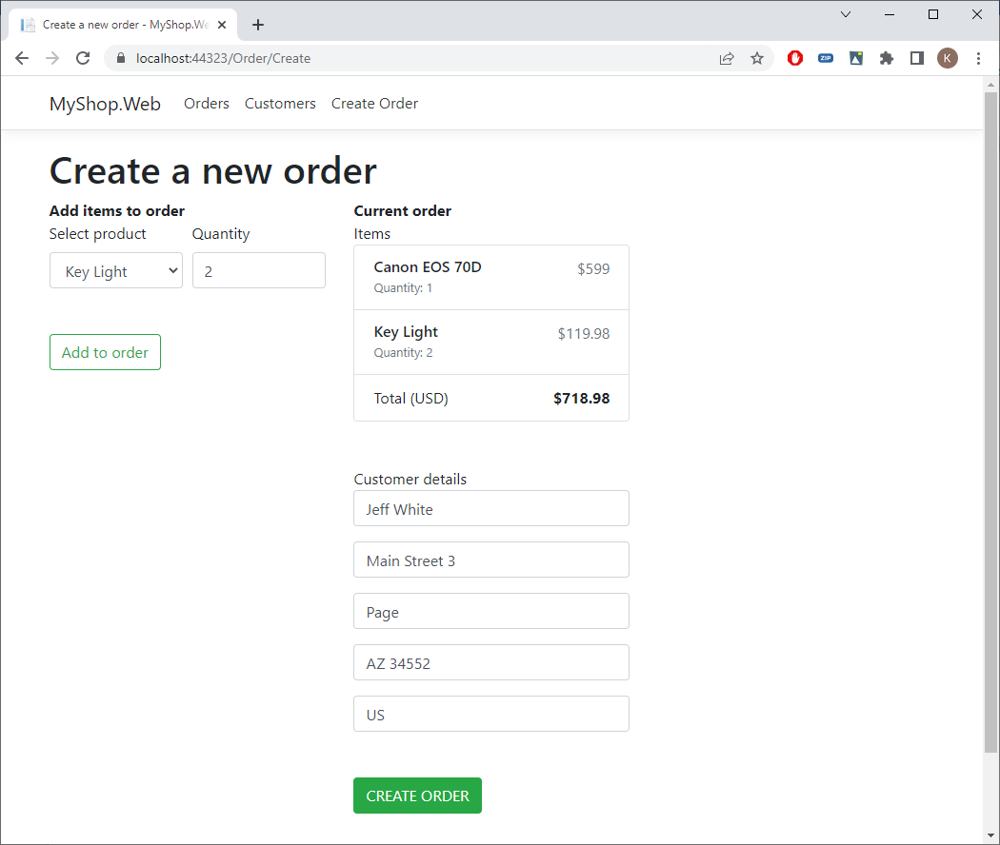 Create a new order - MyShop.We
localhost:44323/Order/Create
ZIP
K
MyShop.Web Orders Customers Create Order
Create a new order
Add items to order
Select product Quantity
Key Light 2
Add to order
Current order
Items
Canon EOS 70D $599
Quantity: 1
Key Light $119.98
Quantity: 2
Total (USD) $718.98
Customer details
Jeff White
Main Street 3
Page
AZ 34552
US
CREATE ORDER